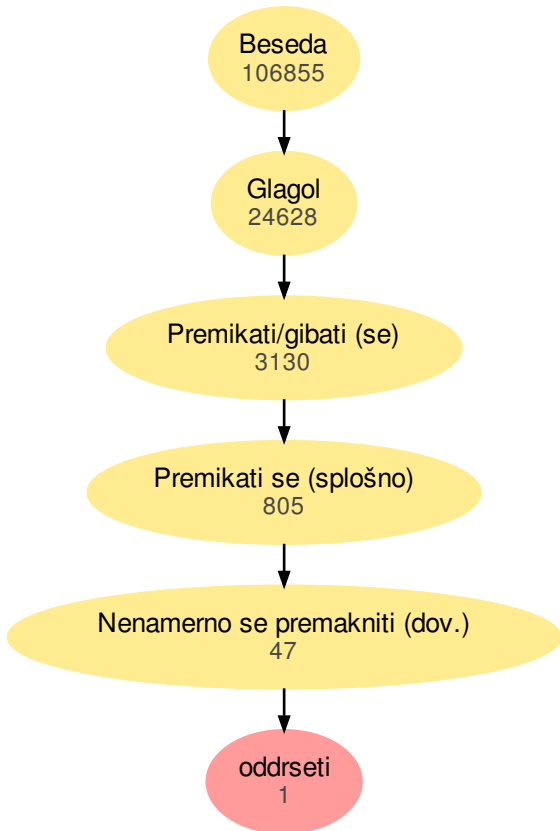 Beseda
106855
Glagol
24628
Premikati/gibati (se)
3130
Premikati se (splošno)
805
Nenamerno se premakniti (dov.)
47
oddrseti
1